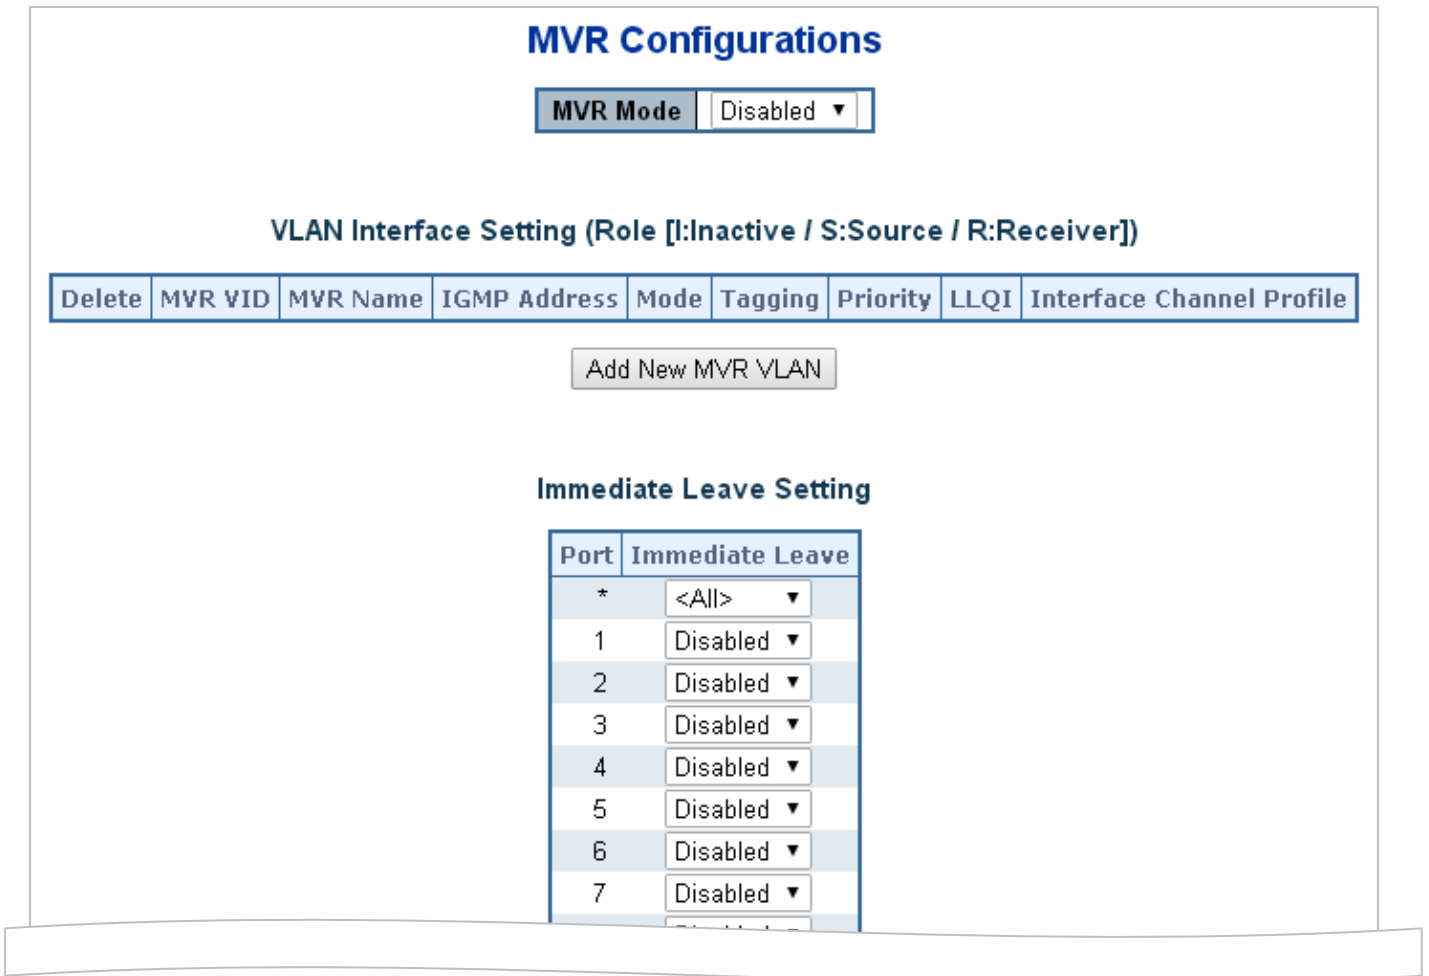 MVR Configurations
MVR Mode Disabled
VLAN Interface Setting (Role [I:Inactive / S:Source / R:Receiver])
Delete MVR VID MVR Name IGMP Address Mode Tagging Priority LLQI Interface Channel Profile
Add New MVR VLAN
Immediate Leave Setting
Port Immediate Leave
* <All>
1 Disabled
2 Disabled
3 Disabled
4 Disabled
5 Disabled
6 Disabled
7 Disabled